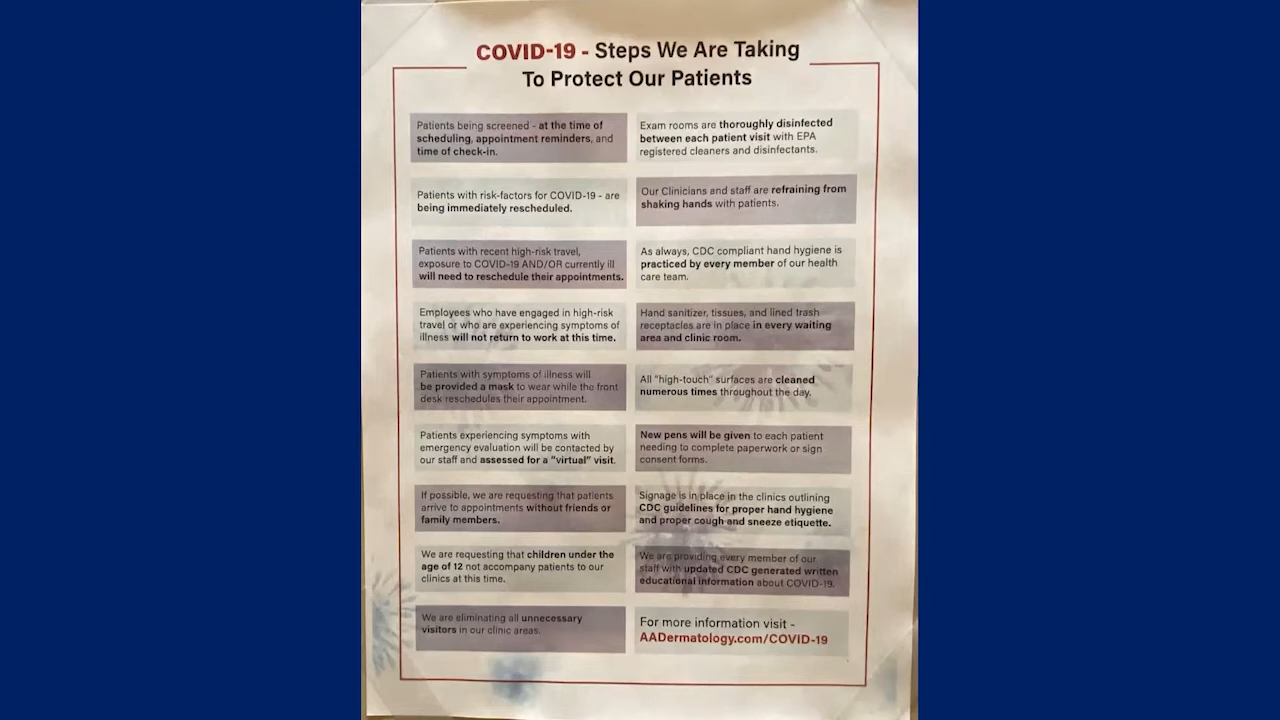 COVID-19 - Steps We Are Taking
To Protect Our Patients
Patients being screened - at the time of
scheduling, appointment reminders, and
time of check-in.
Patients with risk-factors for COVID-19 - are
being immediately rescheduled.
Patients with recent high-risk travel,
exposure to COVID-19 AND/OR currently ill
will need to reschedule their appointments.
Employees who have engaged in high-risk
travel or who are experiencing symptoms of
illness will not return to work at this time.
Patients with symptoms of illness will
be provided a mask to wear while the front
desk reschedules their appointment.
Patients experiencing symptoms with
emergency evaluation will be contacted by
our staff and assessed for a "virtual" visit.
If possible, we are requesting that patients
arrive to appointments without friends or
family members.
We are requesting that children under the
age of 12 not accompany patients to our
clinics at this time.
We are eliminating all unnecessary
visitors in our clinic areas.
Exam rooms are thoroughly disinfected
between each patient visit with EPA
registered cleaners and disinfectants.
Our Clinicians and staff are refraining from
shaking hands with patients.
As always, CDC compliant hand hygiene is
practiced by every member of our health
care team.
Hand sanitizer, tissues, and lined trash
receptacles are in place in every waiting
area and clinic room.
All "high-touch" surfaces are cleaned
numerous times throughout the day.
New pens will be given to each patient
needing to complete paperwork or sign
consent forms.
Signage is in place in the clinics outlining
CDC guidelines for proper hand hygiene
and proper cough and sneeze etiquette.
We are providing every member of our
staff with updated CDC generated written
educational information about COVID-19.
For more information visit -
AADermatology.com/COVID-19